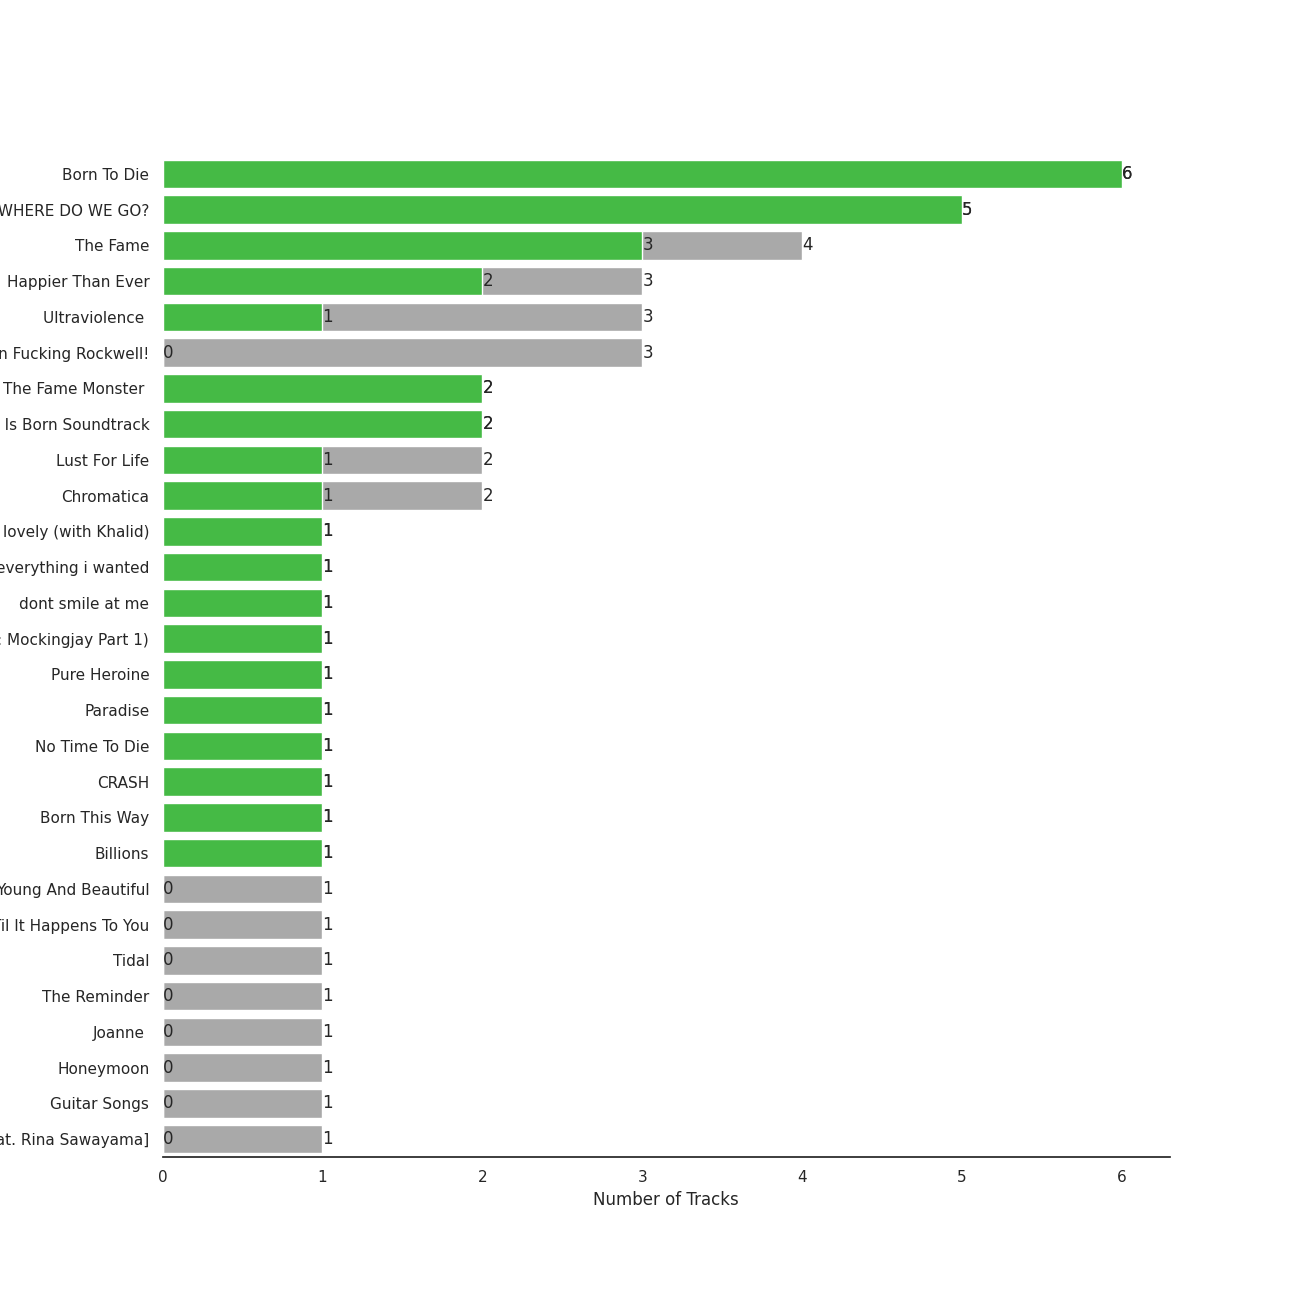 Born To Die 6
WHERE DO WE GO? 5
The Fame 3 4
Happier Than Ever 2 3
Ultraviolence 1 3
Fucking Rockwell! 0 3
The Fame Monster 2
Is Born Soundtrack 2
Lust For Life 1 2
Chromatica 1 2
lovely (with Khalid) 1
everything i wanted 1
dont smile at me 1
: Mockingjay Part 1) 1
Pure Heroine 1
Paradise 1
No Time To Die 1
CRASH 1
Born This Way 1
Billions 1
Young And Beautiful 0 1
It Happens To You 0 1
Tidal 0 1
The Reminder 0 1
Joanne 0 1
Honeymoon 0 1
Guitar Songs 0 1
Rina Sawayama] 0 1
0 1 2 3 4 5 6
Number of Tracks